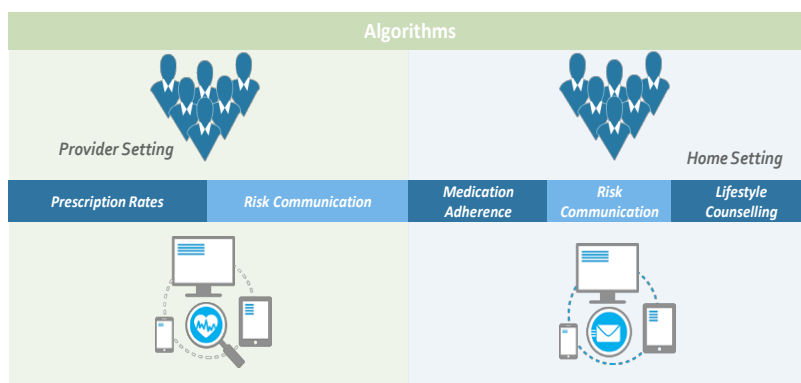 Algorithms
Provider Setting
Home Setting
Prescription Rates
Risk Communication
Medication
Adherence
Risk
Communication
Lifestyle
Counselling